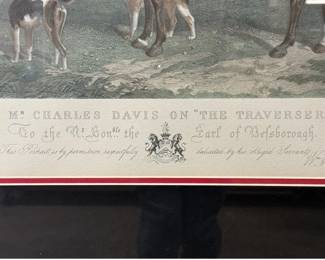 Mr CHARLES DAVIS ON "THE TRAVERSER
To the Rt. Honble. the Earl of Besborough.
This Portrait, is by permission, respectfully dedicated by his obliged Servants